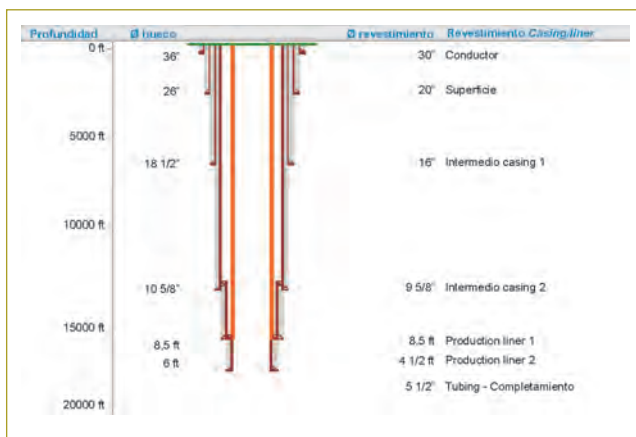 Profundidad Ø hueco Ø revestimiento Revestimiento Casing/liner
0 ft
36" 30" Conductor
26" 20" Superficie
5000 ft
18 1/2" 16" Intermedio casing 1
10000 ft
10 5/8" 9 5/8" Intermedio casing 2
15000 ft
8,5 ft 8,5 ft Production liner 1
6 ft 4 1/2 ft Production liner 2
5 1/2" Tubing - Completamiento
20000 ft